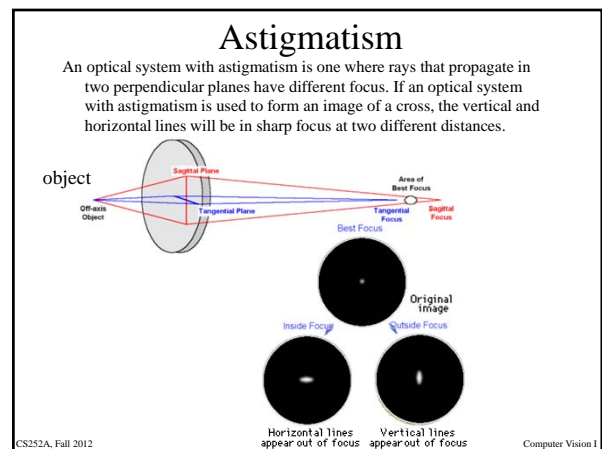 Astigmatism
An optical system with astigmatism is one where rays that propagate in
two perpendicular planes have different focus. If an optical system
with astigmatism is used to form an image of a cross, the vertical and
horizontal lines will be in sharp focus at two different distances.
object
Sagittal Plane
Tangential Plane
Off-axis
Object
Area of
Best Focus
Tangential
Focus
Sagittal
Focus
Best Focus
Original
image
Inside Focus
Outside Focus
Horizontal lines
appear out of focus
Vertical lines
appear out of focus
CS252A, Fall 2012
Computer Vision I